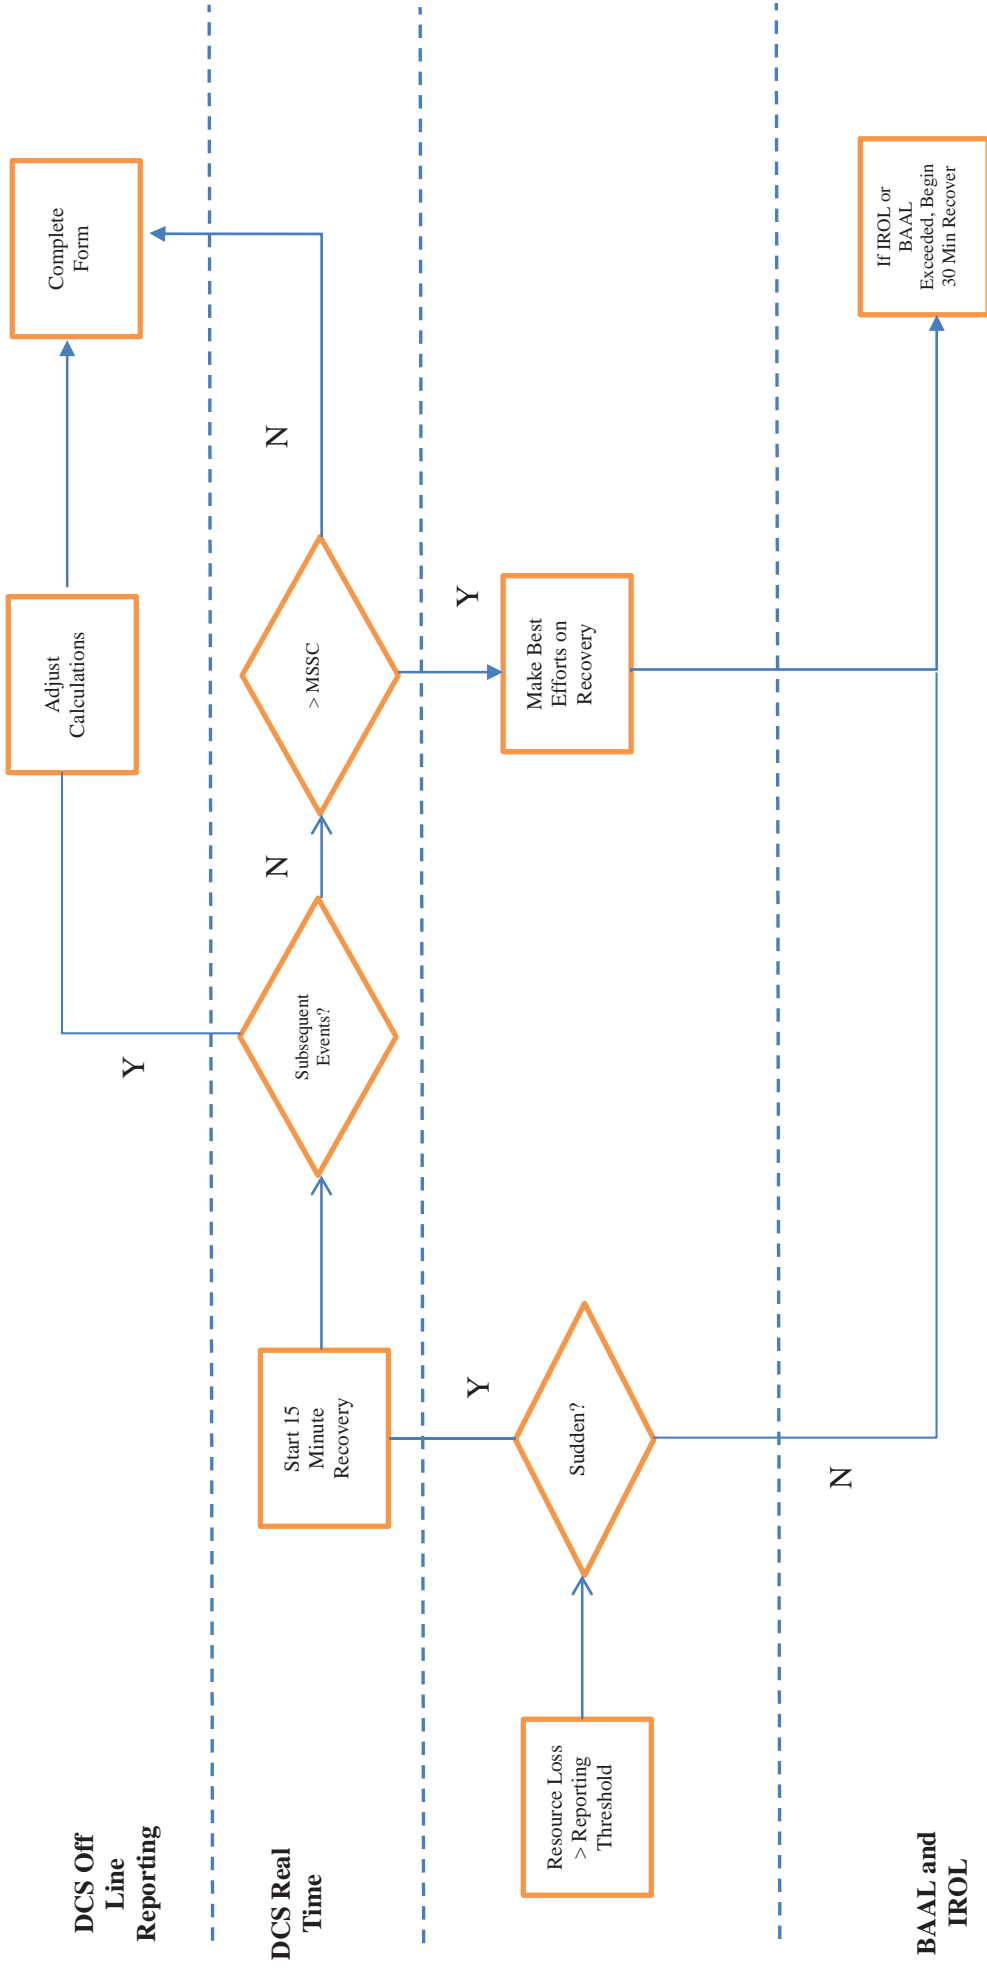 DCS Off
Line
Reporting
Adjust
Calculations
Complete
Form
Y
DCS Real
Time
Start 15
Minute
Recovery
Subsequent
Events?
N
> MSSC
N
Y
Y
Resource Loss
> Reporting
Threshold
Sudden?
Make Best
Efforts on
Recovery
N
BAAL and
IROL
If IROL or
BAAL
Exceeded, Begin
30 Min Recover